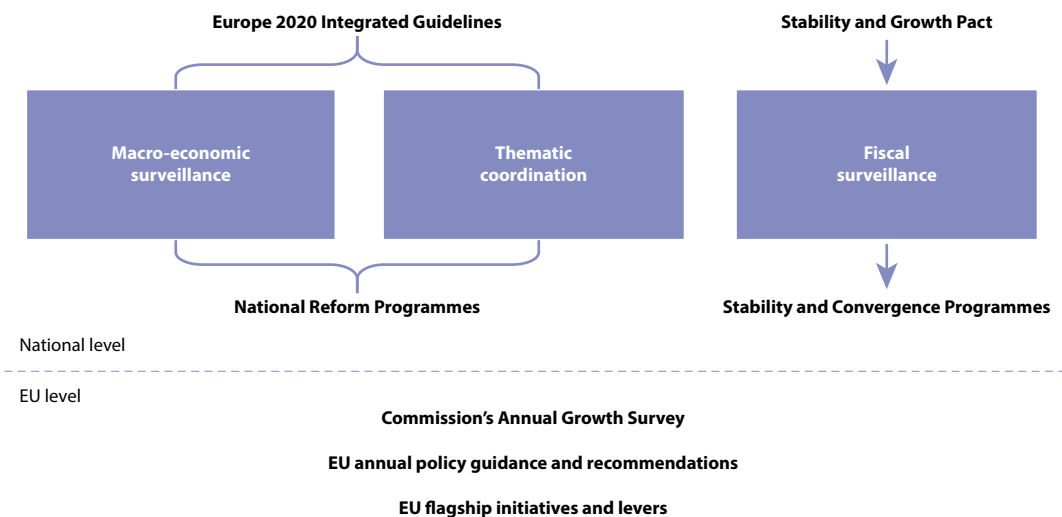 Europe 2020 Integrated Guidelines
Stability and Growth Pact
Macro-economic
surveillance
Thematic
coordination
Fiscal
surveillance
National Reform Programmes
Stability and Convergence Programmes
National level
EU level
Commission’s Annual Growth Survey
EU annual policy guidance and recommendations
EU flagship initiatives and levers